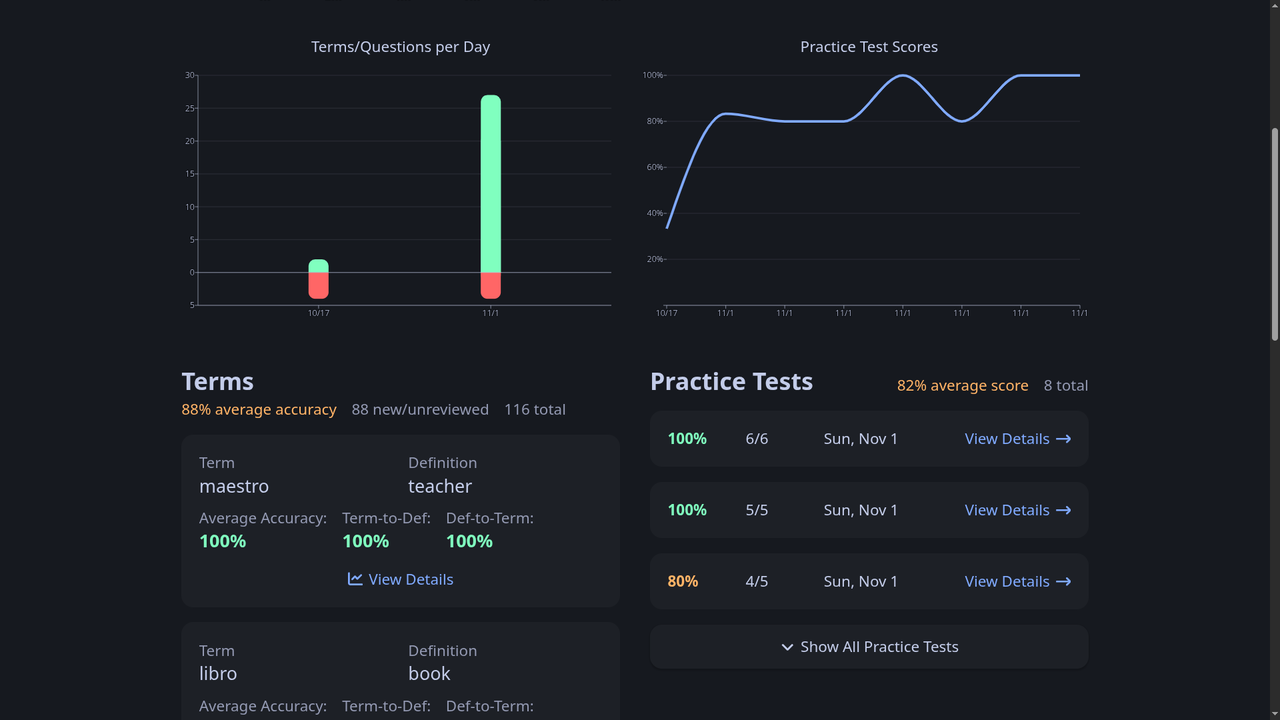 Terms/Questions per Day
30
25
20
15
10
5
0
5
10/17 11/1
Practice Test Scores
100%
80%
60%
40%
20%
10/17 11/1 11/1 11/1 11/1 11/1 11/1 11/1
Terms
88% average accuracy 88 new/unreviewed 116 total
Term Definition
maestro teacher
Average Accuracy: Term-to-Def: Def-to-Term:
100% 100% 100%
View Details
Term Definition
libro book
Average Accuracy: Term-to-Def: Def-to-Term:
Practice Tests 82% average score 8 total
100% 6/6 Sun, Nov 1 View Details →
100% 5/5 Sun, Nov 1 View Details →
80% 4/5 Sun, Nov 1 View Details →
Show All Practice Tests